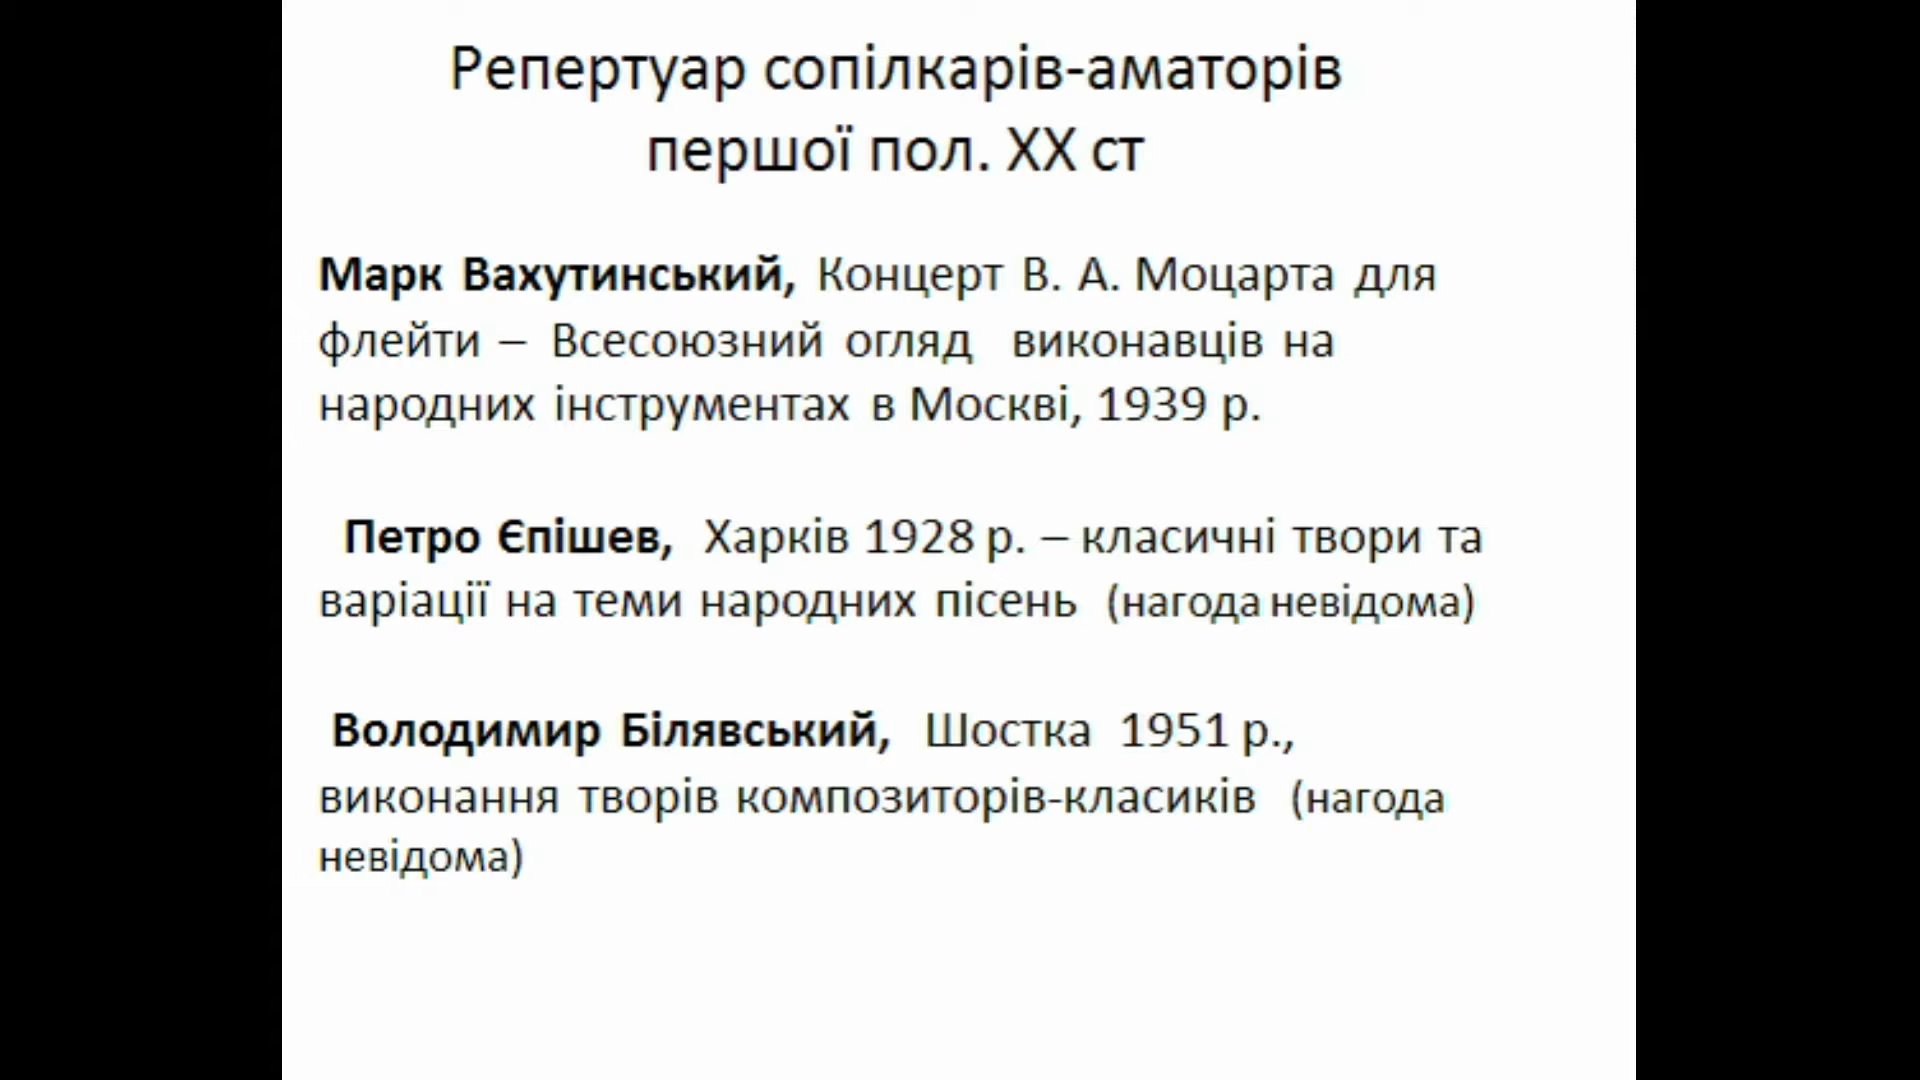 Репертуар сопілкарів-аматорів
першої пол. ХХ ст
Марк Вахутинський, Концерт В. А. Моцарта для
флейти – Всесоюзний огляд виконавців на
народних інструментах в Москві, 1939 р.
Петро Єпішев, Харків 1928 р. – класичні твори та
варіації на теми народних пісень (нагода невідома)
Володимир Білявський, Шостка 1951 р.,
виконання творів композиторів-класиків (нагода
невідома)